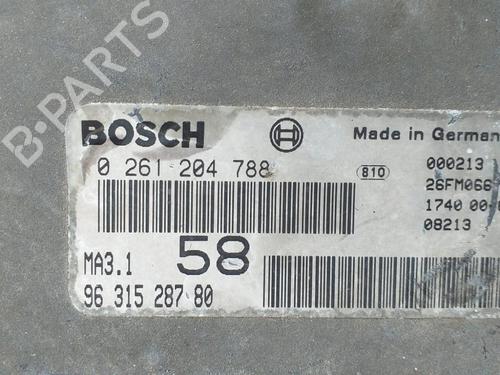 B-PARTS
BOSCH
Made in German
0 261 204 788
810
000213
26FM066
1740 00
08213
MA3.1
58
96 315 287 80